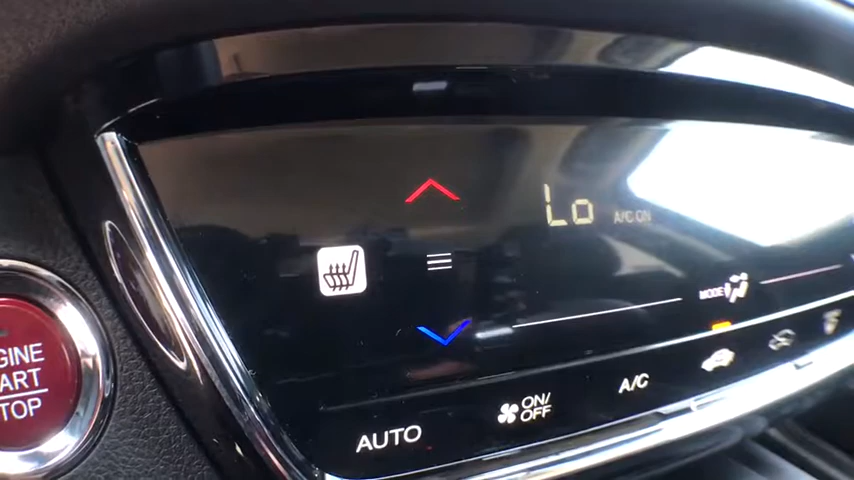 Lo
A/C ON
MODE
ENGINE
START
STOP
AUTO
ON/
OFF
A/C